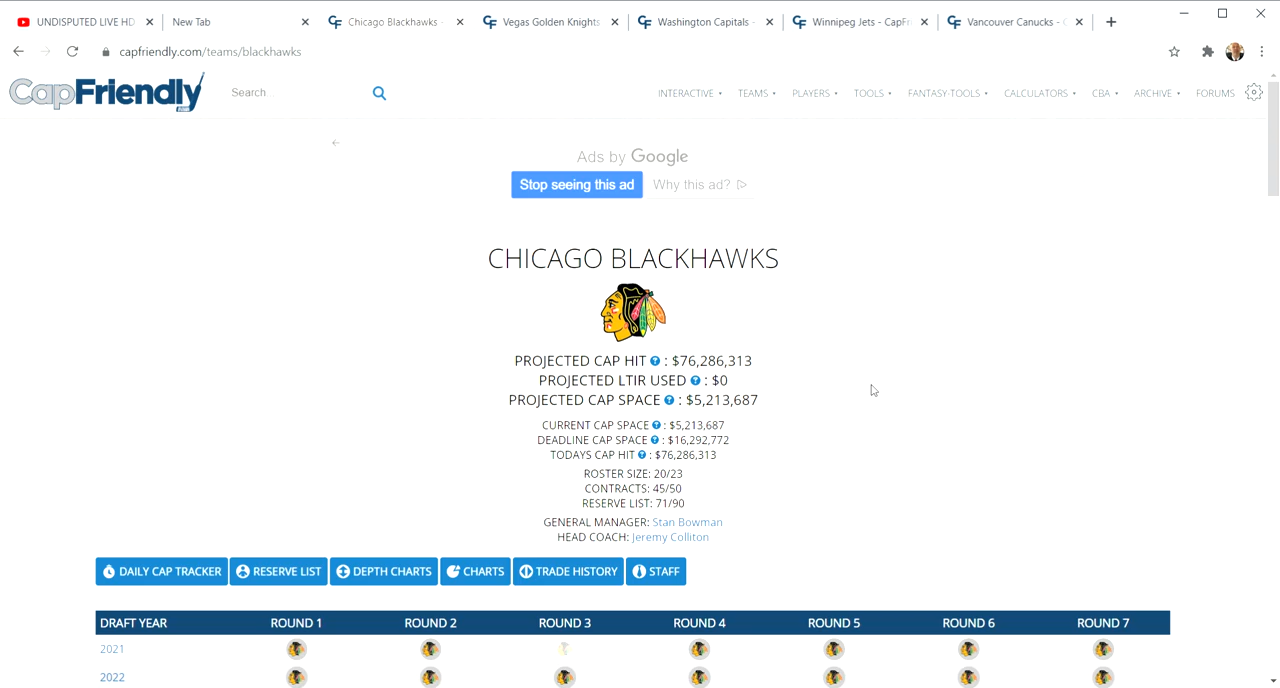 UNDISPUTED LIVE HD
New Tab
Chicago Blackhawks -
Vegas Golden Knights
Washington Capitals -
Winnipeg Jets - CapFr
Vancouver Canucks - C
capfriendly.com/teams/blackhawks
CapFriendly
Search
INTERACTIVE
TEAMS
PLAYERS
TOOLS
FANTASY-TOOLS
CALCULATORS
CBA
ARCHIVE
FORUMS
Ads by Google
Stop seeing this ad
Why this ad?
CHICAGO BLACKHAWKS
PROJECTED CAP HIT ? : $76,286,313
PROJECTED LTIR USED ? : $0
PROJECTED CAP SPACE ? : $5,213,687
CURRENT CAP SPACE ? : $5,213,687
DEADLINE CAP SPACE ? : $16,292,772
TODAYS CAP HIT ? : $76,286,313
ROSTER SIZE: 20/23
CONTRACTS: 45/50
RESERVE LIST: 71/90
GENERAL MANAGER: Stan Bowman
HEAD COACH: Jeremy Colliton
DAILY CAP TRACKER
RESERVE LIST
DEPTH CHARTS
CHARTS
TRADE HISTORY
STAFF
DRAFT YEAR ROUND 1 ROUND 2 ROUND 3 ROUND 4 ROUND 5 ROUND 6 ROUND 7
2021
2022